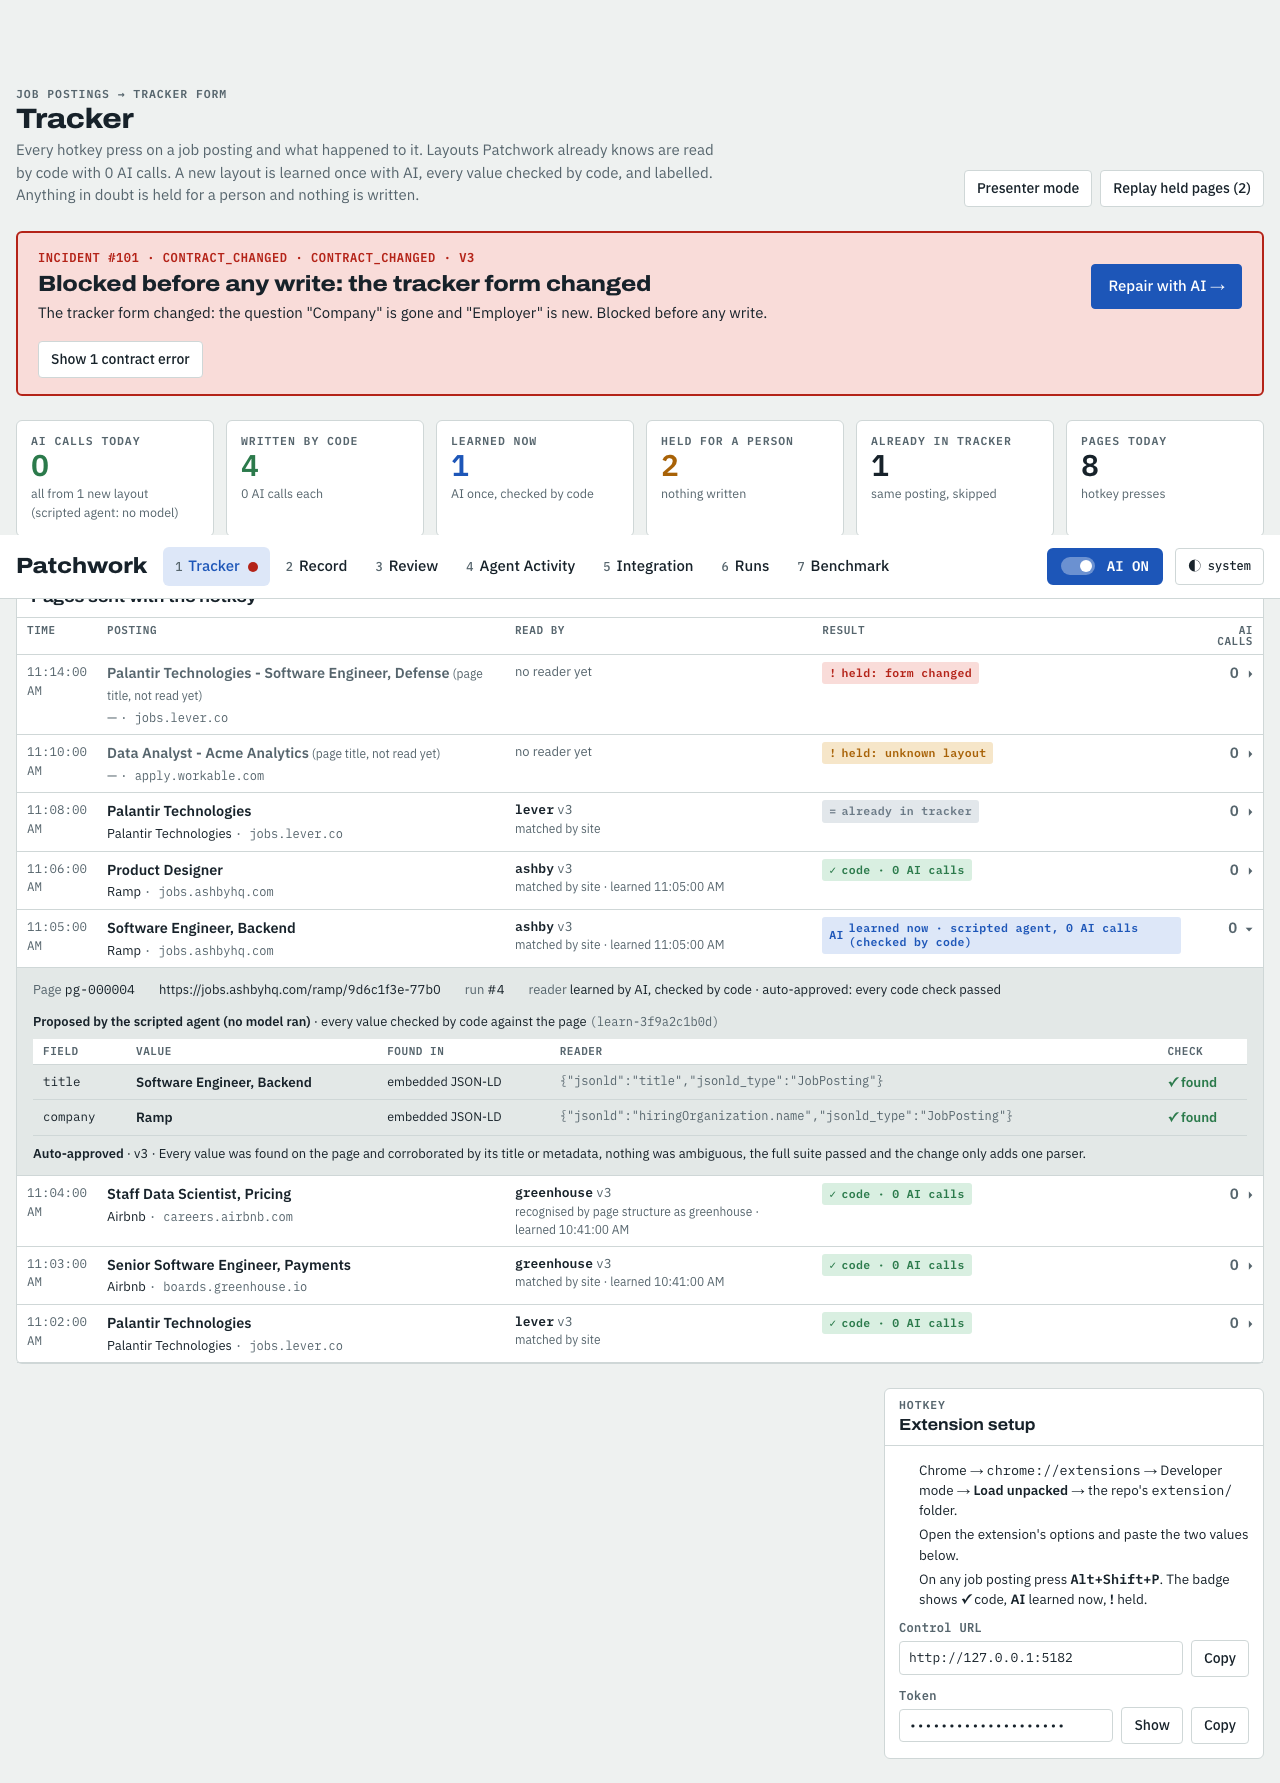 JOB POSTINGS → TRACKER FORM
Tracker
Every hotkey press on a job posting and what happened to it. Layouts Patchwork already knows are read
by code with 0 AI calls. A new layout is learned once with AI, every value checked by code, and labelled.
Anything in doubt is held for a person and nothing is written.
Presenter mode
Replay held pages (2)
INCIDENT #101 · CONTRACT_CHANGED · CONTRACT_CHANGED · V3
Blocked before any write: the tracker form changed
The tracker form changed: the question "Company" is gone and "Employer" is new. Blocked before any write.
Repair with AI →
Show 1 contract error
AI CALLS TODAY
0
all from 1 new layout
(scripted agent: no model)
WRITTEN BY CODE
4
0 AI calls each
LEARNED NOW
1
AI once, checked by code
HELD FOR A PERSON
2
nothing written
ALREADY IN TRACKER
1
same posting, skipped
PAGES TODAY
8
hotkey presses
Patchwork
1 Tracker
2 Record
3 Review
4 Agent Activity
5 Integration
6 Runs
7 Benchmark
AI ON
system
Pages sent with the hotkey
TIME POSTING READ BY RESULT AI
CALLS
11:14:00 Palantir Technologies - Software Engineer, Defense (page no reader yet ! held: form changed 0
AM title, not read yet)
— · jobs.lever.co
11:10:00 Data Analyst - Acme Analytics (page title, not read yet) no reader yet ! held: unknown layout 0
AM — · apply.workable.com
11:08:00 Palantir Technologies lever v3 = already in tracker 0
AM Palantir Technologies · jobs.lever.co matched by site
11:06:00 Product Designer ashby v3 ✓ code · 0 AI calls 0
AM Ramp · jobs.ashbyhq.com matched by site · learned 11:05:00 AM
11:05:00 Software Engineer, Backend ashby v3 AI learned now · scripted agent, 0 AI calls 0
AM Ramp · jobs.ashbyhq.com matched by site · learned 11:05:00 AM (checked by code)
Page pg-000004 https://jobs.ashbyhq.com/ramp/9d6c1f3e-77b0 run #4 reader learned by AI, checked by code · auto-approved: every code check passed
Proposed by the scripted agent (no model ran) · every value checked by code against the page (learn-3f9a2c1b0d)
FIELD VALUE FOUND IN READER CHECK
title Software Engineer, Backend embedded JSON-LD {"jsonld":"title","jsonld_type":"JobPosting"} ✓ found
company Ramp embedded JSON-LD {"jsonld":"hiringOrganization.name","jsonld_type":"JobPosting"} ✓ found
Auto-approved · v3 · Every value was found on the page and corroborated by its title or metadata, nothing was ambiguous, the full suite passed and the change only adds one parser.
11:04:00 Staff Data Scientist, Pricing greenhouse v3 ✓ code · 0 AI calls 0
AM Airbnb · careers.airbnb.com recognised by page structure as greenhouse ·
learned 10:41:00 AM
11:03:00 Senior Software Engineer, Payments greenhouse v3 ✓ code · 0 AI calls 0
AM Airbnb · boards.greenhouse.io matched by site · learned 10:41:00 AM
11:02:00 Palantir Technologies lever v3 ✓ code · 0 AI calls 0
AM Palantir Technologies · jobs.lever.co matched by site
HOTKEY
Extension setup
Chrome → chrome://extensions → Developer
mode → Load unpacked → the repo's extension/
folder.
Open the extension's options and paste the two values
below.
On any job posting press Alt+Shift+P. The badge
shows ✓ code, AI learned now, ! held.
Control URL
http://127.0.0.1:5182 Copy
Token
•••••••••••••••••••• Show Copy